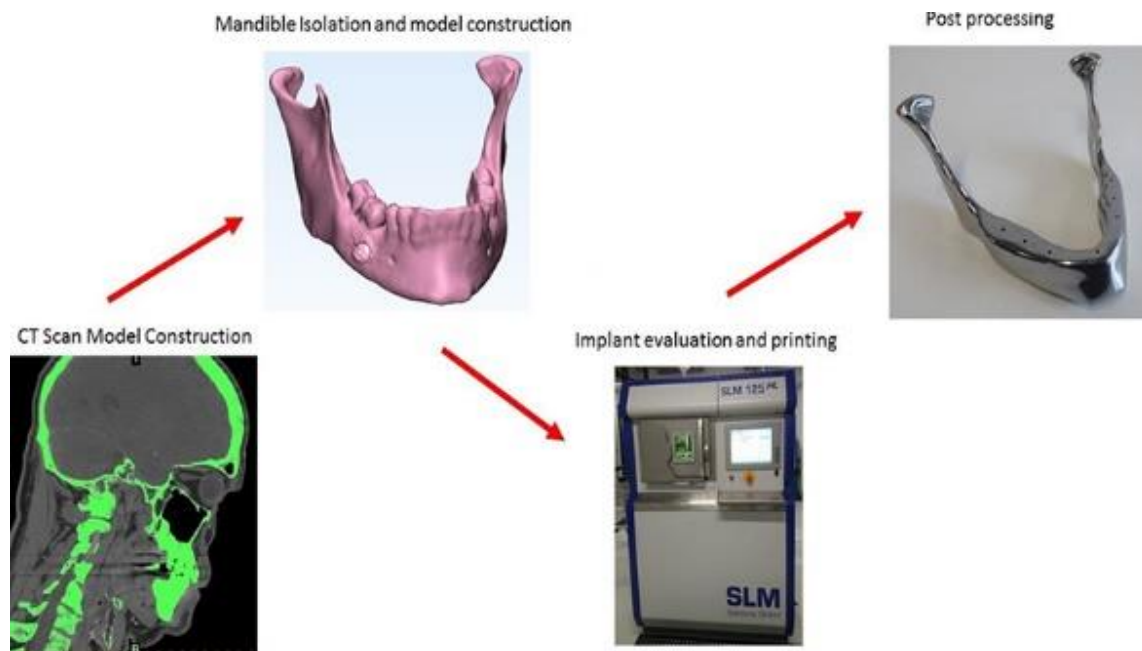 Mandible Isolation and model construction
Post processing
CT Scan Model Construction
Implant evaluation and printing
SLM 125 HL
SLM